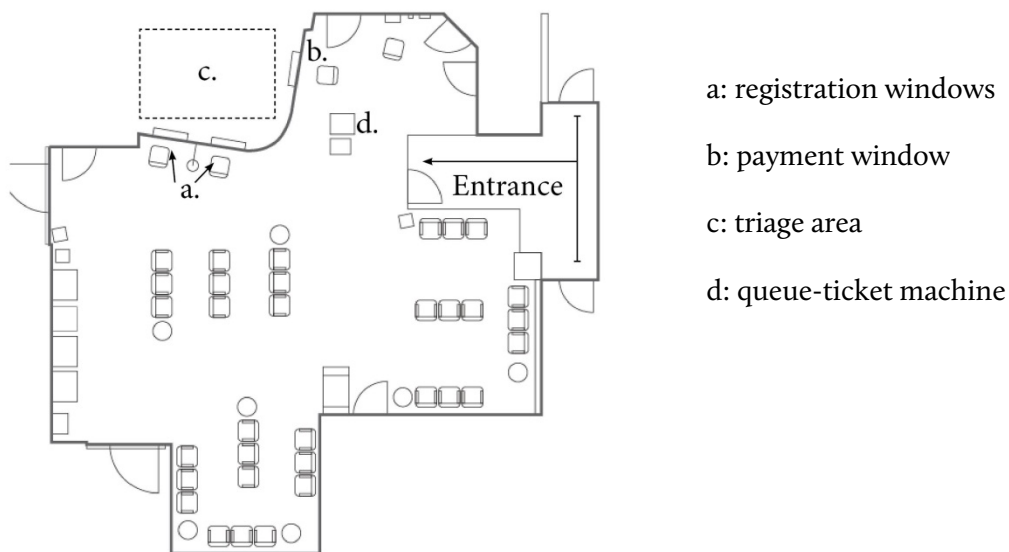 b.
c.
d.
a.
Entrance
a: registration windows
b: payment window
c: triage area
d: queue-ticket machine